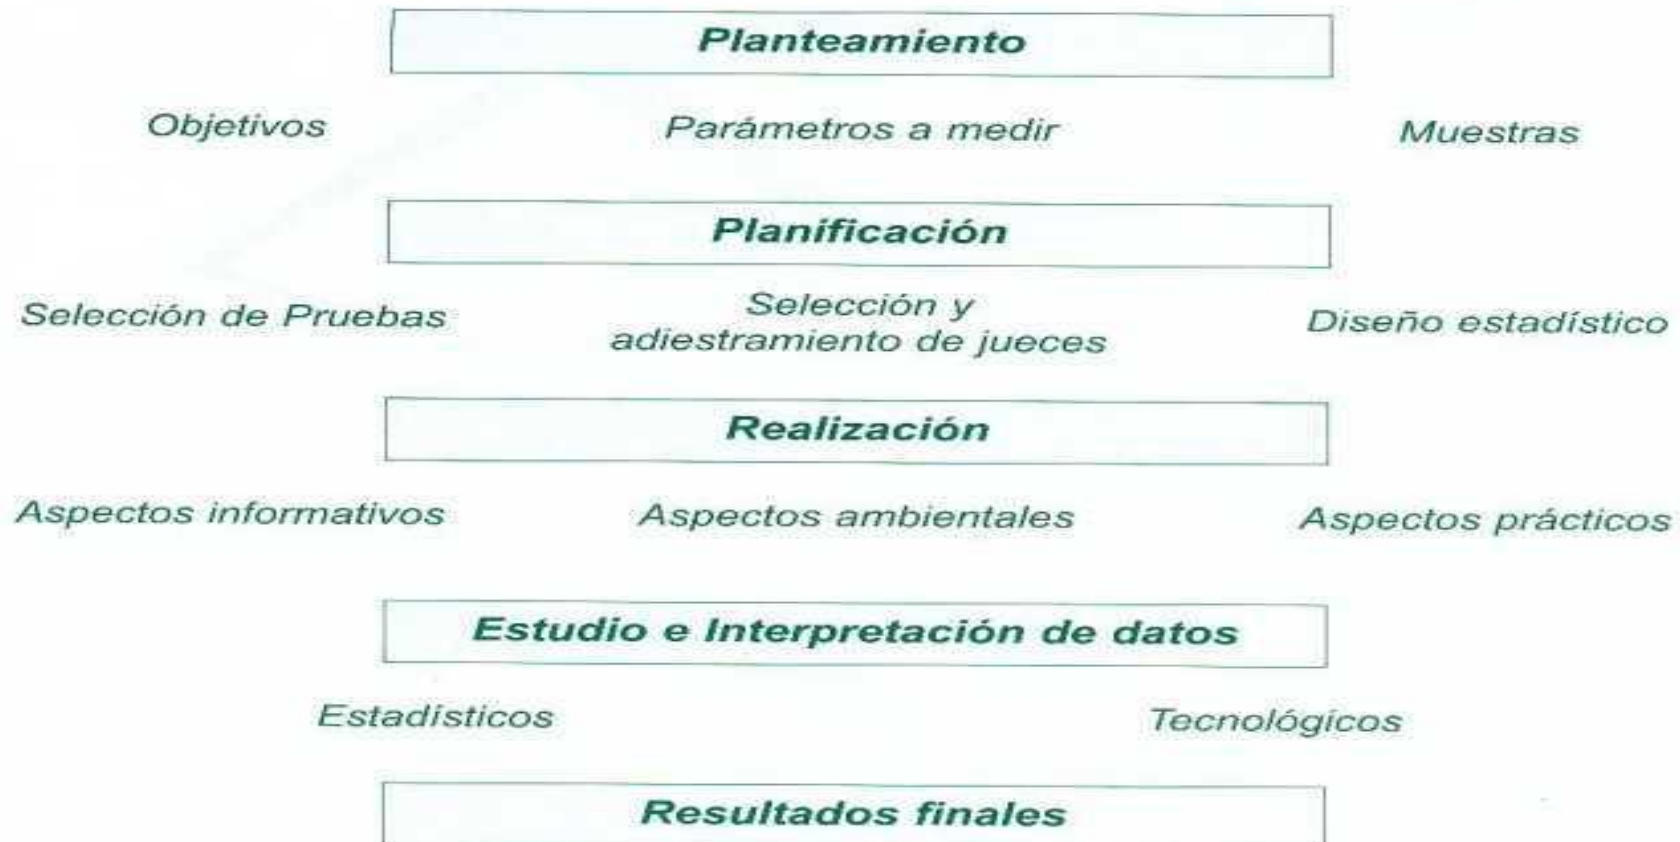 Planteamiento
Objetivos Parámetros a medir Muestras
Planificación
Selección de Pruebas Selección y adiestramiento de jueces Diseño estadístico
Realización
Aspectos informativos Aspectos ambientales Aspectos prácticos
Estudio e Interpretación de datos
Estadísticos Tecnológicos
Resultados finales